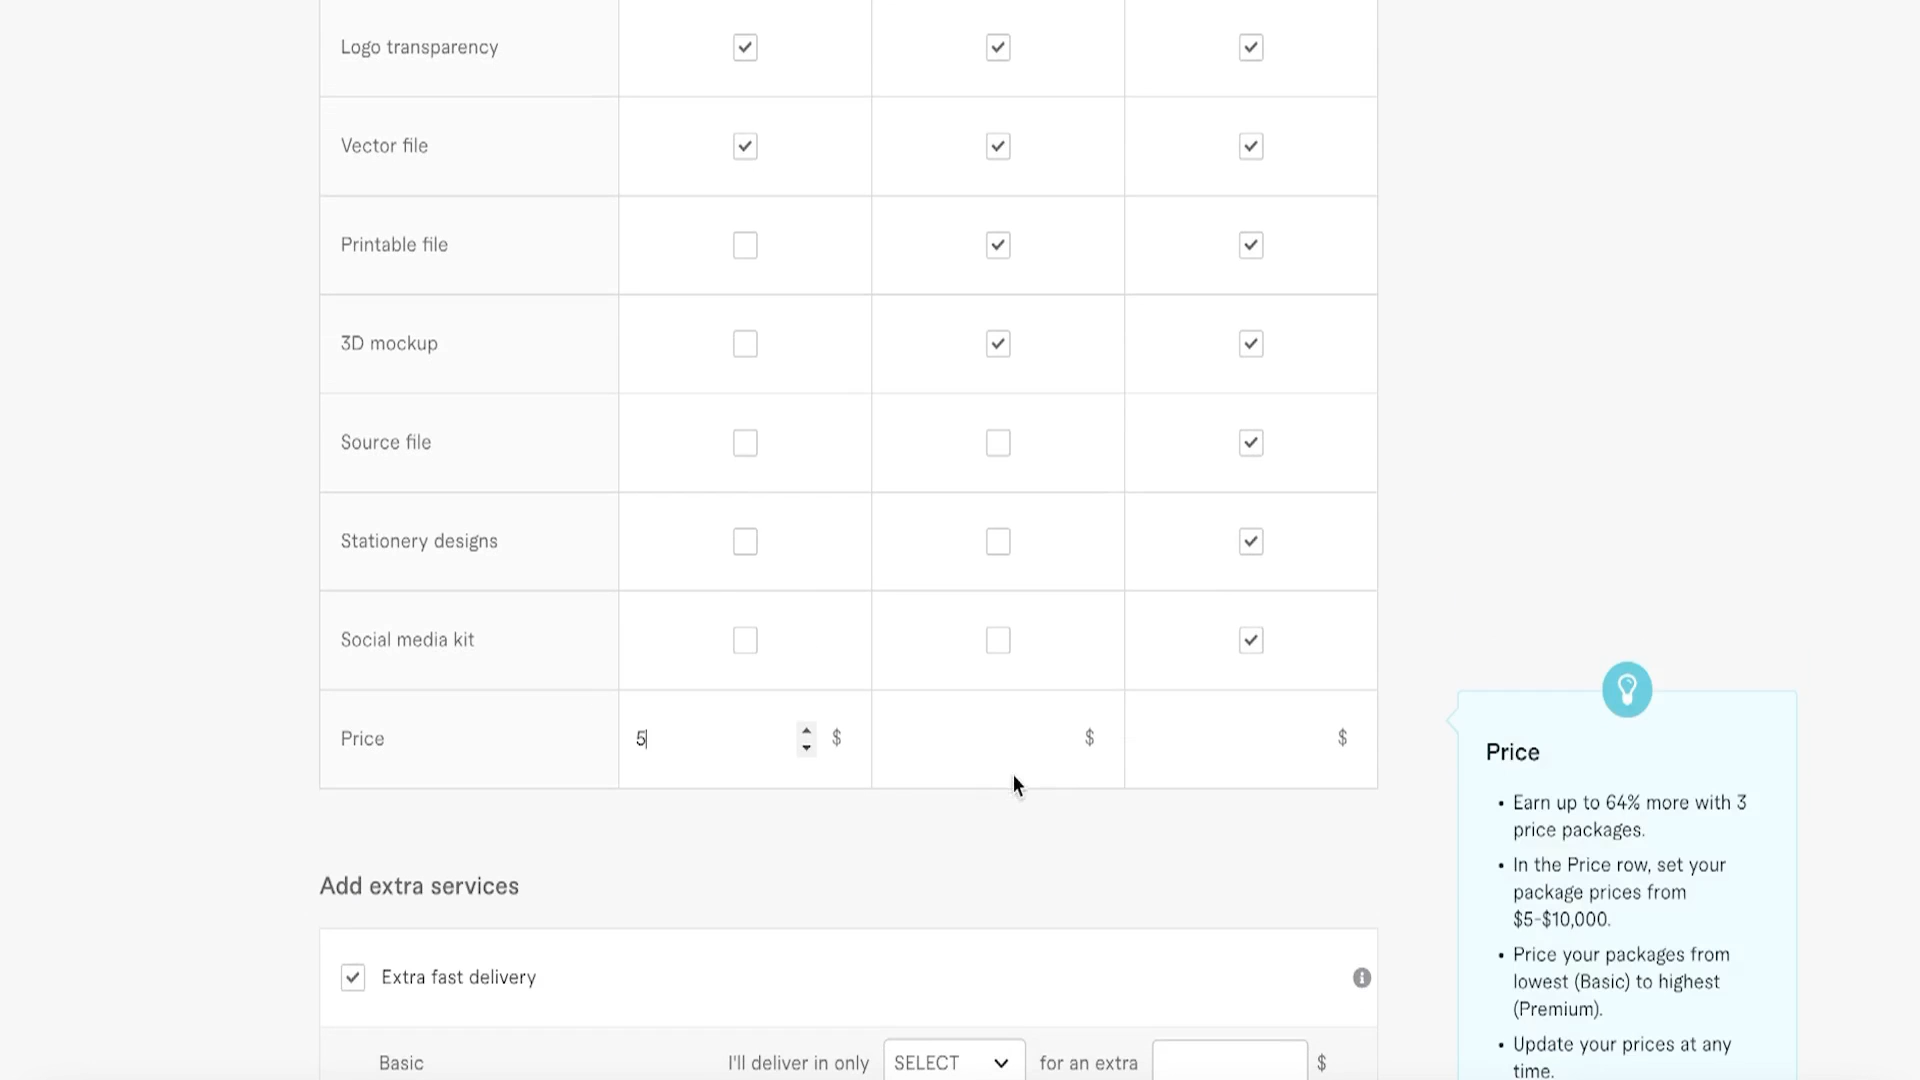 Logo transparency
Vector file
Printable file
3D mockup
Source file
Stationery designs
Social media kit
Price 5 $ $ $
Add extra services
Extra fast delivery
Basic I'll deliver in only SELECT for an extra $
Price
• Earn up to 64% more with 3
price packages.
• In the Price row, set your
package prices from
$5-$10,000.
• Price your packages from
lowest (Basic) to highest
(Premium).
• Update your prices at any
time.